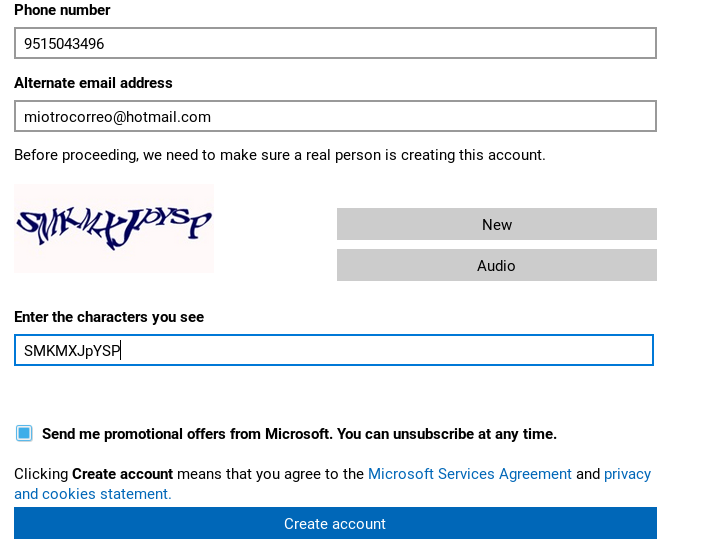 Phone number
9515043496
Alternate email address
miotrocorreo@hotmail.com
Before proceeding, we need to make sure a real person is creating this account.
SMKMXJpYSP
New
Audio
Enter the characters you see
SMKMXJpYSP
Send me promotional offers from Microsoft. You can unsubscribe at any time.
Clicking Create account means that you agree to the Microsoft Services Agreement and privacy
and cookies statement.
Create account